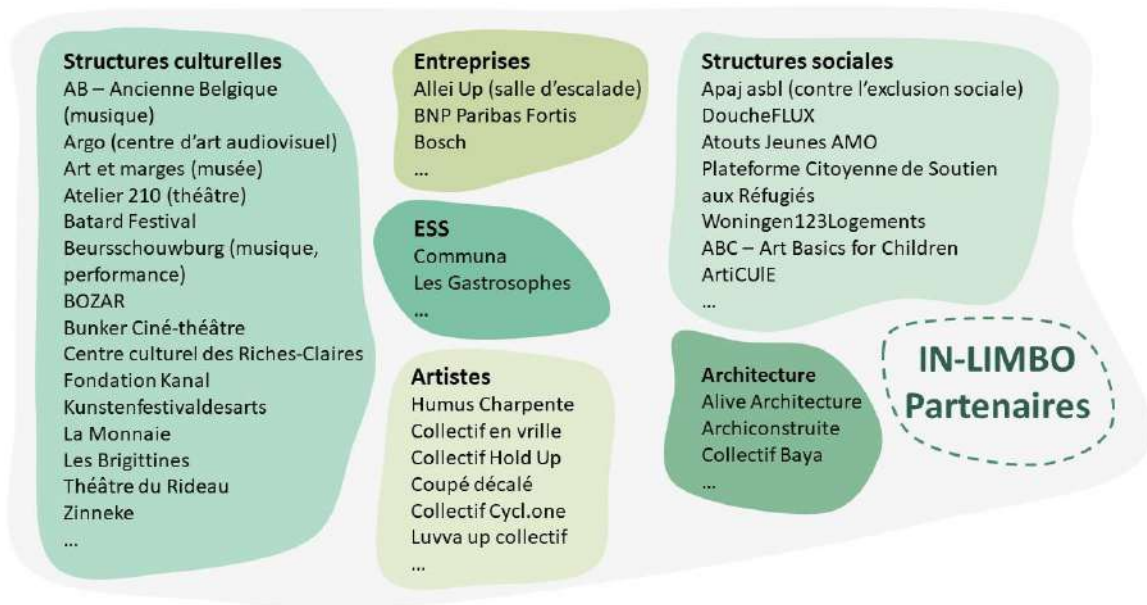 Structures culturelles
AB – Ancienne Belgique
(musique)
Argo (centre d'art audiovisuel)
Art et marges (musée)
Atelier 210 (théâtre)
Batard Festival
Beursschouwburg (musique,
performance)
BOZAR
Bunker Ciné-théâtre
Centre culturel des Riches-Claires
Fondation Kanal
Kunstenfestivaldesarts
La Monnaie
Les Brigittines
Théâtre du Rideau
Zinneke
...
Entreprises
Allei Up (salle d'escalade)
BNP Paribas Fortis
Bosch
...
ESS
Communa
Les Gastrosophes
...
Artistes
Humus Charpente
Collectif en vrille
Collectif Hold Up
Coupé décalé
Collectif Cycl.one
Luvva up collectif
...
Structures sociales
Apaj asbl (contre l'exclusion sociale)
DoucheFLUX
Atouts Jeunes AMO
Plateforme Citoyenne de Soutien
aux Réfugiés
Woningen123Logements
ABC – Art Basics for Children
ArtiCUlE
...
Architecture
Alive Architecture
Archiconstruite
Collectif Baya
...
IN-LIMBO
Partenaires